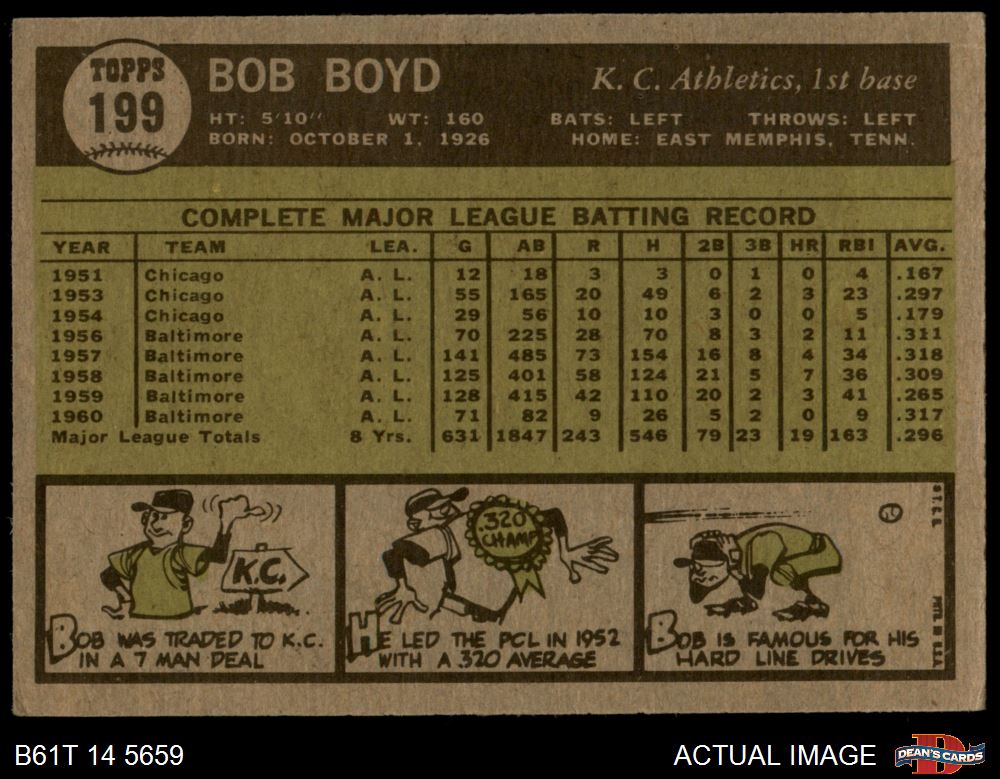 TOPPS
199
BOB BOYD
K. C. Athletics, 1st base
HT: 5'10" WT: 160 BATS: LEFT THROWS: LEFT
BORN: OCTOBER 1, 1926 HOME: EAST MEMPHIS, TENN.
COMPLETE MAJOR LEAGUE BATTING RECORD
YEAR TEAM LEA. G AB R H 2B 3B HR RBI AVG.
1951 Chicago A. L. 12 18 3 3 0 1 0 4 .167
1953 Chicago A. L. 55 165 20 49 6 2 3 23 .297
1954 Chicago A. L. 29 56 10 10 3 0 0 5 .179
1956 Baltimore A. L. 70 225 28 70 8 3 2 11 .311
1957 Baltimore A. L. 141 485 73 154 16 8 4 34 .318
1958 Baltimore A. L. 125 401 58 124 21 5 7 36 .309
1959 Baltimore A. L. 128 415 42 110 20 2 3 41 .265
1960 Baltimore A. L. 71 82 9 26 5 2 0 9 .317
Major League Totals 8 Yrs. 631 1847 243 546 79 23 19 163 .296
K.C.
BOB WAS TRADED TO K.C.
IN A 7 MAN DEAL
.320
CHAMP
HE LED THE PCL IN 1952
WITH A .320 AVERAGE
2
BOB IS FAMOUS FOR HIS
HARD LINE DRIVES
T.C.G.
PRTD. IN U.S.A.
B61T 14 5659
ACTUAL IMAGE
DEAN'S CARDS